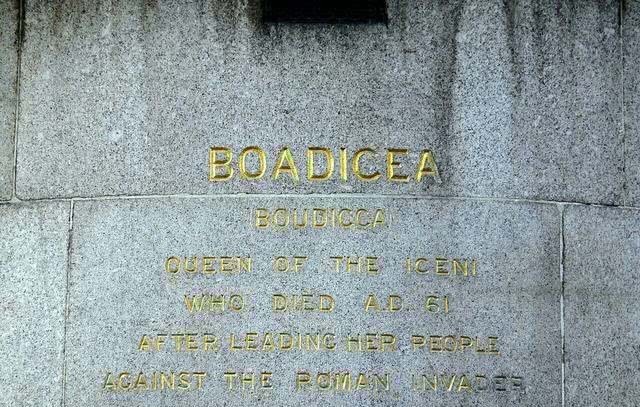 BOADICEA
(BOUDICCA)
QUEEN OF THE ICENI
WHO DIED A.D. 61
AFTER LEADING HER PEOPLE
AGAINST THE ROMAN INVADER